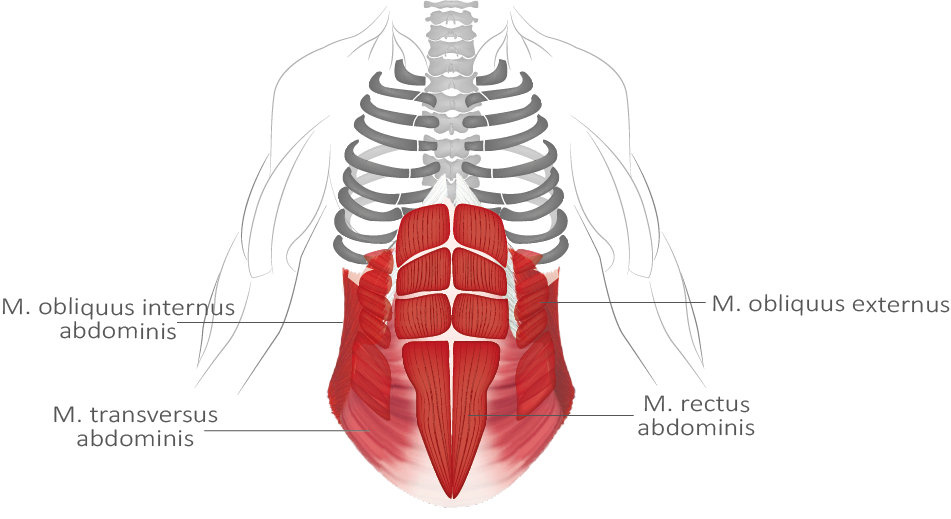 M. obliquus internus
abdominis
M. obliquus externus
M. transversus
abdominis
M. rectus
abdominis